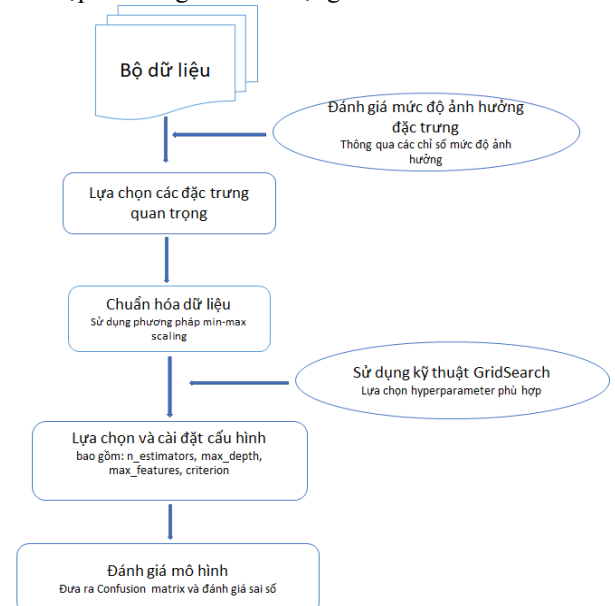 Bộ dữ liệu
Đánh giá mức độ ảnh hưởng
đặc trưng
Thông qua các chỉ số mức độ ảnh
hưởng
Lựa chọn các đặc trưng
quan trọng
Chuẩn hóa dữ liệu
Sử dụng phương pháp min-max
scaling
Sử dụng kỹ thuật GridSearch
Lựa chọn hyperparameter phù hợp
Lựa chọn và cài đặt cấu hình
bao gồm: n_estimators, max_depth,
max_features, criterion
Đánh giá mô hình
Đưa ra Confusion matrix và đánh giá sai số